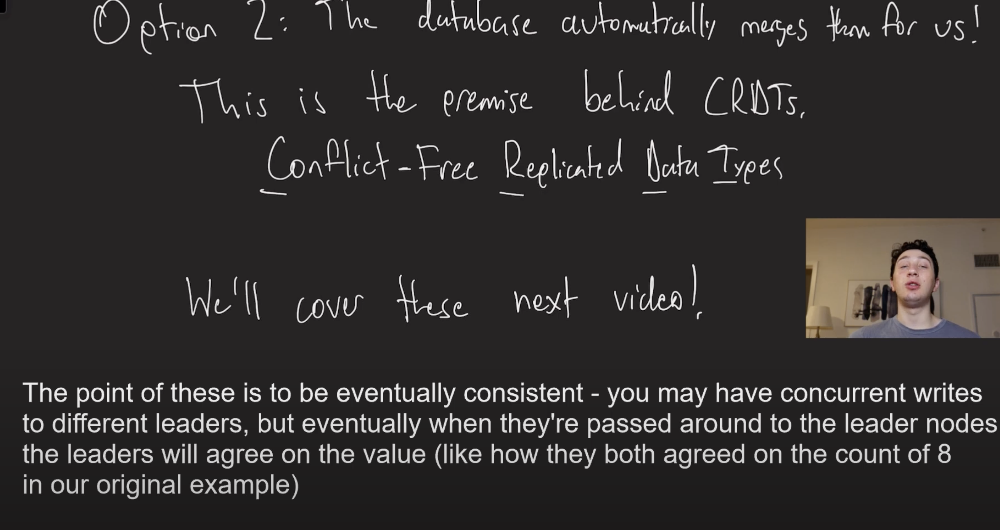 Option 2: The database automatically merges them for us!
This is the premise behind CRDTs.
Conflict-Free Replicated Data Types
We'll cover these next video!
The point of these is to be eventually consistent - you may have concurrent writes
to different leaders, but eventually when they're passed around to the leader nodes
the leaders will agree on the value (like how they both agreed on the count of 8
in our original example)